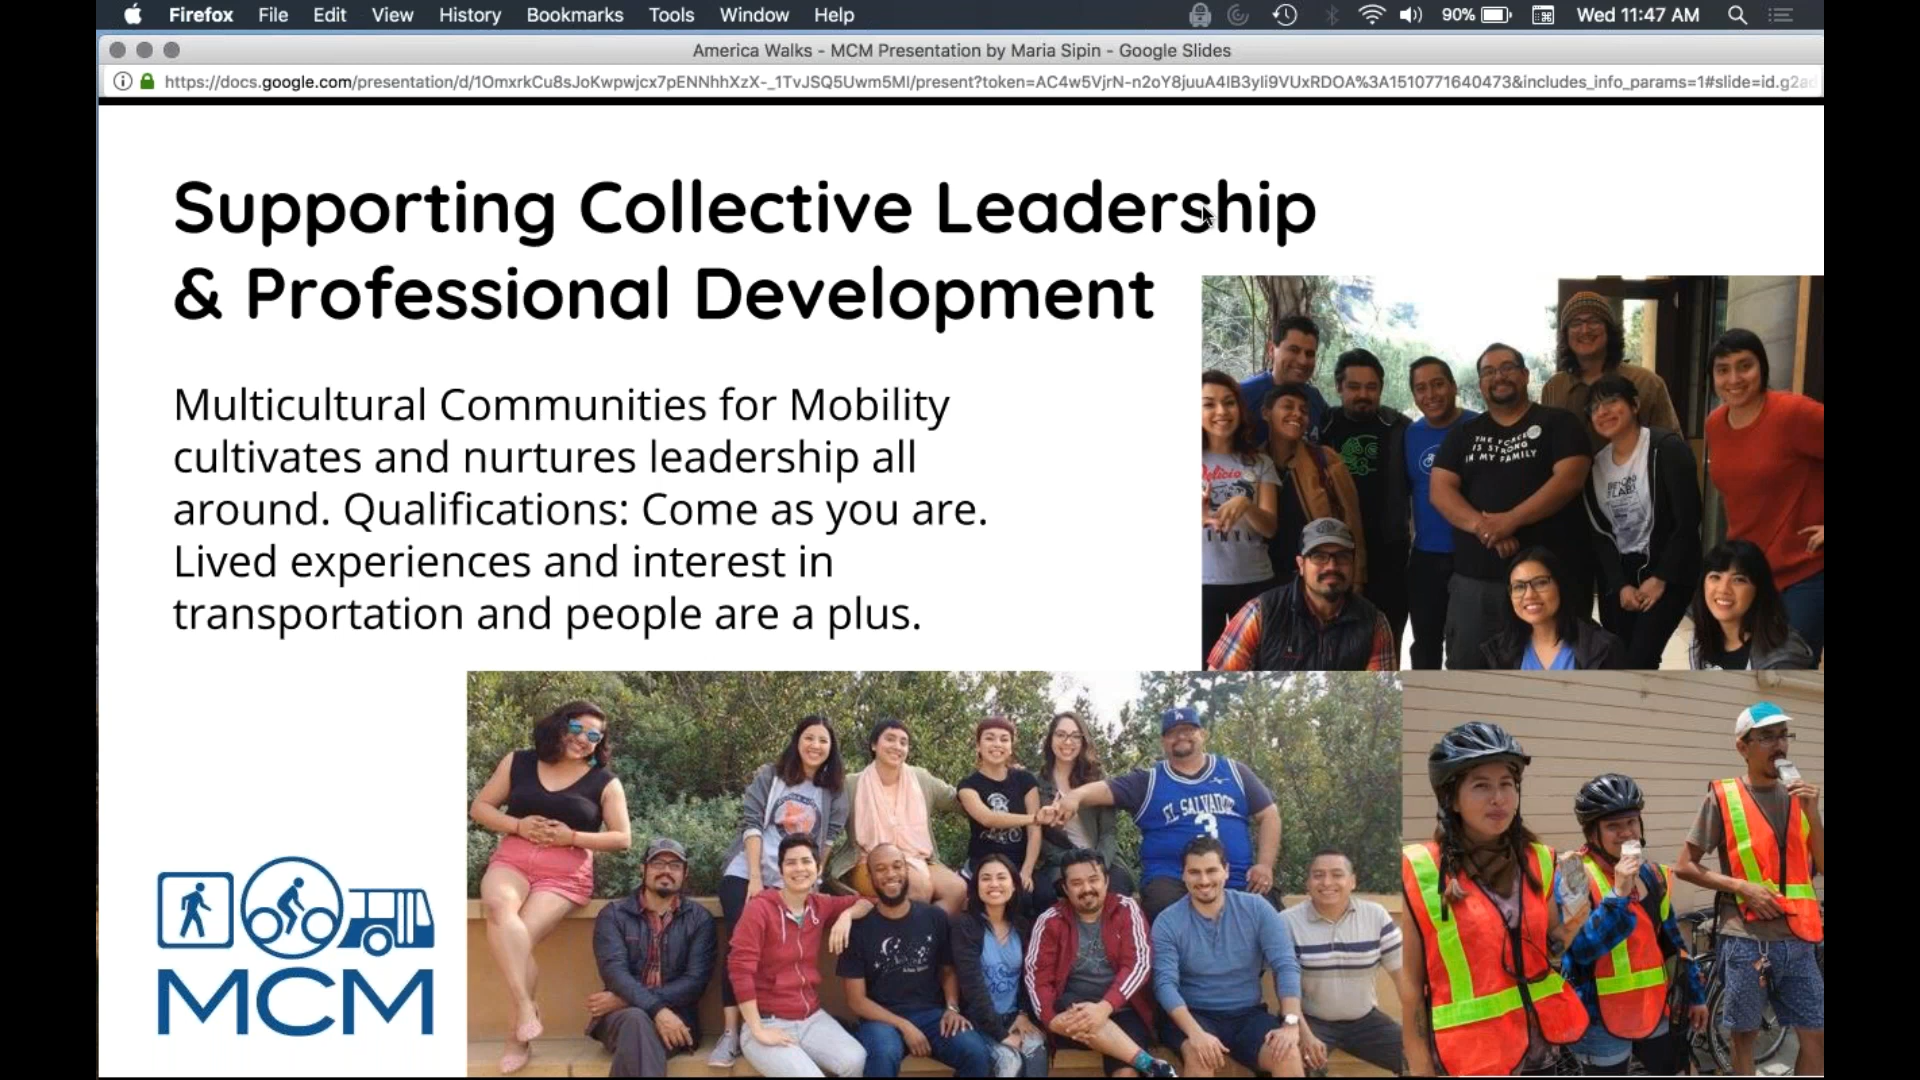 Firefox File Edit View History Bookmarks Tools Window Help 90% Wed 11:47 AM
America Walks - MCM Presentation by Maria Sipin - Google Slides
https://docs.google.com/presentation/d/1OmxrkCu8sJoKwpwjcx7pENNhhXzX-_1TvJSQ5Uwm5MI/present?token=AC4w5VjrN-n2oY8juuA4IB3yli9VUxRDOA%3A1510771640473&includes_info_params=1#slide=id.g2ad
Supporting Collective Leadership
& Professional Development
Multicultural Communities for Mobility
cultivates and nurtures leadership all
around. Qualifications: Come as you are.
Lived experiences and interest in
transportation and people are a plus.
THE FORCE
IS STRONG
IN MY FAMILY
EL SALVADOR
3
MCM